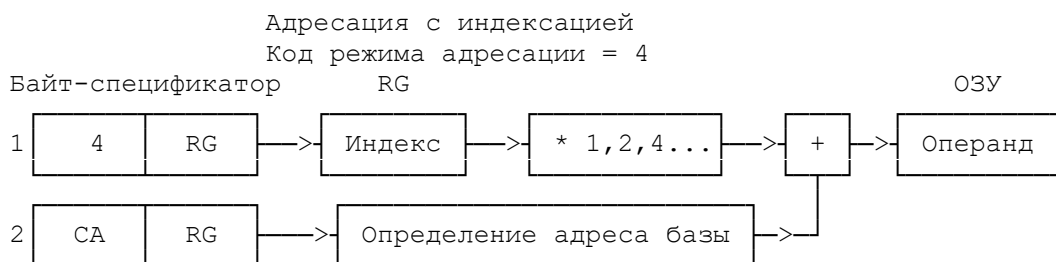 Адресация с индексацией
Код режима адресации = 4
Байт-спецификатор RG ОЗУ
1 4 RG Индекс * 1,2,4... + Операнд
2 СА RG Определение адреса базы